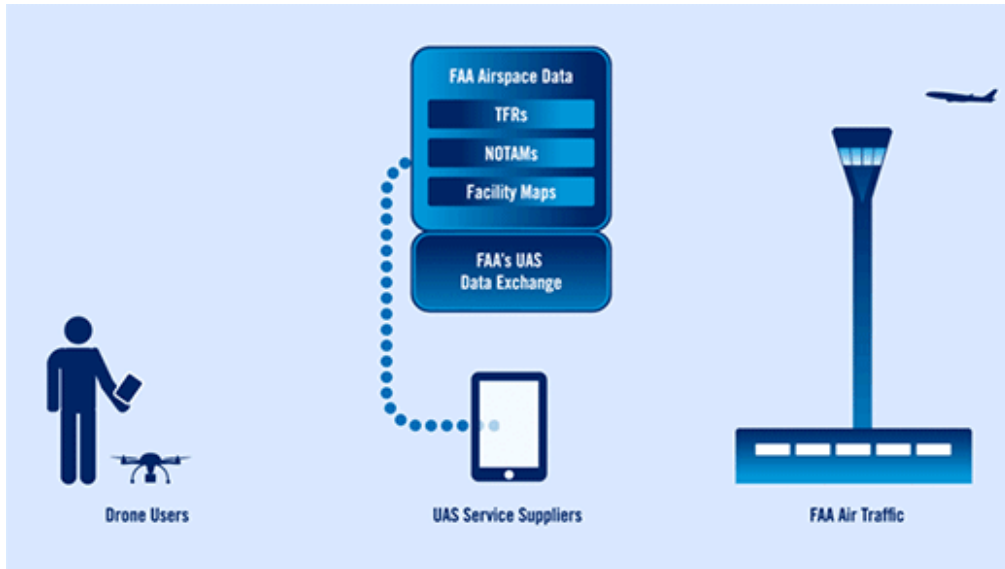 FAA Airspace Data
TFRs
NOTAMs
Facility Maps
FAA's UAS
Data Exchange
Drone Users
UAS Service Suppliers
FAA Air Traffic